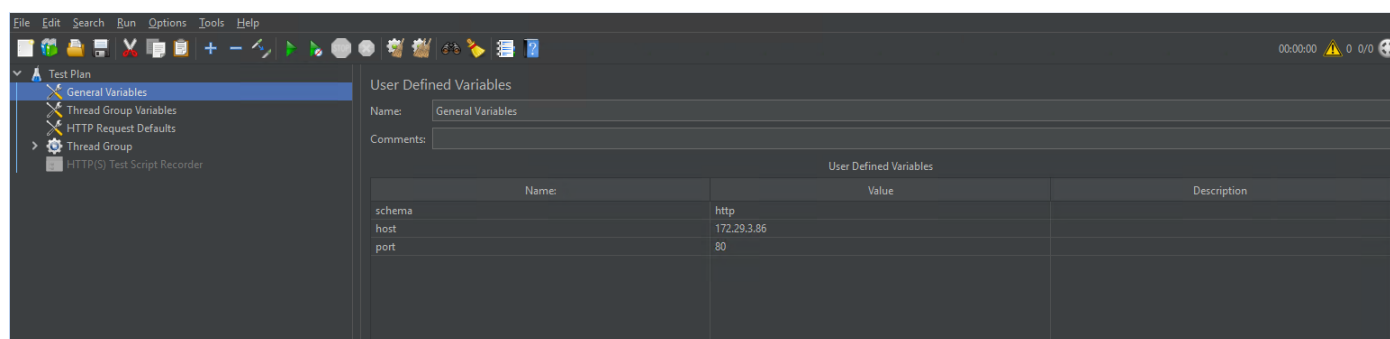 File Edit Search Run Options Tools Help
00:00:00 0 0/0
Test Plan
General Variables
Thread Group Variables
HTTP Request Defaults
Thread Group
HTTP(S) Test Script Recorder
User Defined Variables
Name: General Variables
Comments:
User Defined Variables
Name: Value Description
schema http
host 172.29.3.86
port 80